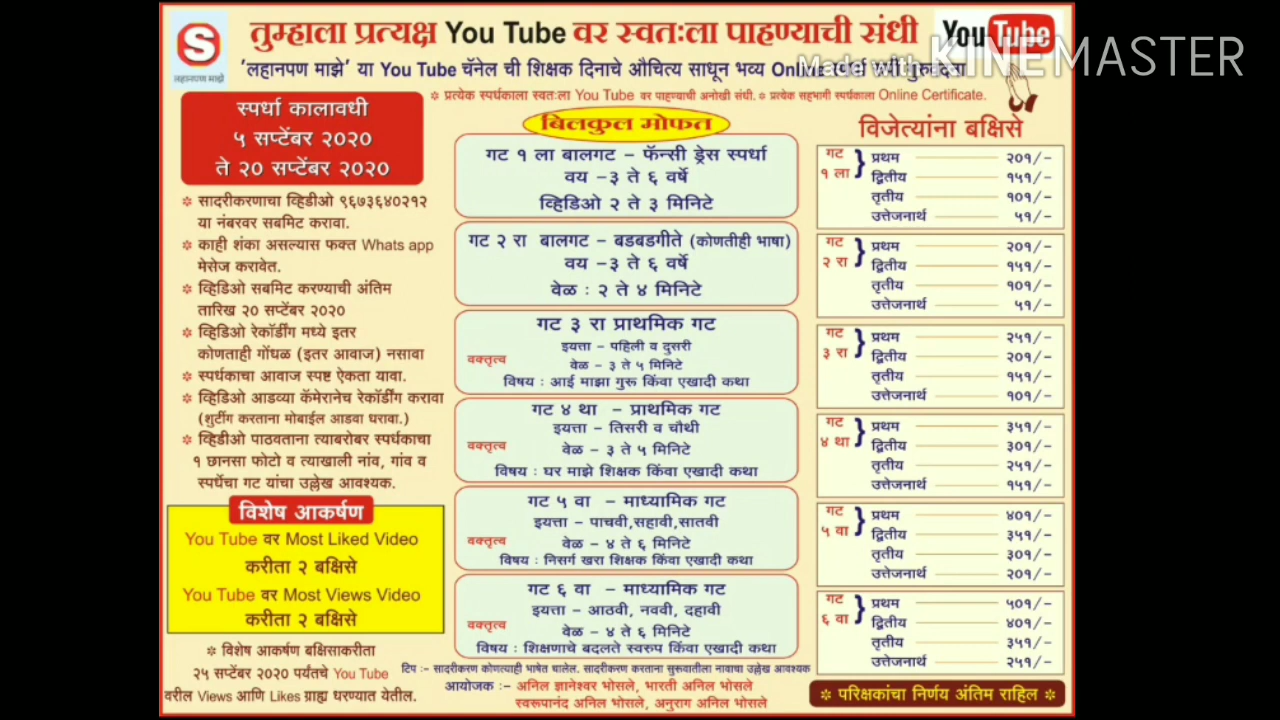 S
लहानपण माझे
तुम्हाला प्रत्यक्ष You Tube वर स्वतःला पाहण्याची संधी
YouTube
Made with KINEMASTER
'लहानपण माझे' या You Tube चॅनेल ची शिक्षक दिनाचे औचित्य साधून भव्य Online
❉ प्रत्येक स्पर्धकाला स्वतःला You Tube वर पाहण्याची अनोखी संधी. ❉ प्रत्येक सहभागी स्पर्धकाला Online Certificate.
स्पर्धा कालावधी
५ सप्टेंबर २०२०
ते २० सप्टेंबर २०२०
❉ सादरीकरणाचा व्हिडीओ ९६७३६४०२१२
या नंबरवर सबमिट करावा.
❉ काही शंका असल्यास फक्त Whats app
मेसेज करावेत.
❉ व्हिडिओ सबमिट करण्याची अंतिम
तारिख २० सप्टेंबर २०२०
❉ व्हिडिओ रेकॉर्डींग मध्ये इतर
कोणताही गोंधळ (इतर आवाज) नसावा
❉ स्पर्धकाचा आवाज स्पष्ट ऐकता यावा.
❉ व्हिडिओ आडव्या कॅमेरानेच रेकॉर्डींग करावा
(शुटींग करताना मोबाईल आडवा घरावा.)
❉ व्हिडीओ पाठवताना त्याबरोबर स्पर्धकाचा
१ छानसा फोटो व त्याखाली नांव, गांव व
स्पर्धेचा गट यांचा उल्लेख आवश्यक.
विशेष आकर्षण
You Tube वर Most Liked Video
करीता २ बक्षिसे
You Tube वर Most Views Video
करीता २ बक्षिसे
❉ विशेष आकर्षण बक्षिसाकरीता
२५ सप्टेंबर २०२० पर्यंतचे You Tube
वरील Views आणि Likes ग्राह्य धरण्यात येतील.
बिलकुल मोफत
गट १ ला बालगट – फॅन्सी ड्रेस स्पर्धा
वय –३ ते ६ वर्षे
व्हिडिओ २ ते ३ मिनिटे
गट २ रा बालगट – बडबडगीते (कोणतीही भाषा)
वय –३ ते ६ वर्षे
वेळ : २ ते ४ मिनिटे
गट ३ रा प्राथमिक गट
इयत्ता – पहिली व दुसरी
वक्तृत्व वेळ – ३ ते ५ मिनिटे
विषय : आई माझा गुरू किंवा एखादी कथा
गट ४ था – प्राथमिक गट
इयत्ता – तिसरी व चौथी
वक्तृत्व वेळ – ३ ते ५ मिनिटे
विषय : घर माझे शिक्षक किंवा एखादी कथा
गट ५ वा – माध्यामिक गट
इयत्ता – पाचवी,सहावी,सातवी
वक्तृत्व वेळ – ४ ते ६ मिनिटे
विषय : निसर्ग खरा शिक्षक किंवा एखादी कथा
गट ६ वा – माध्यामिक गट
इयत्ता – आठवी, नववी, दहावी
वक्तृत्व वेळ – ४ ते ६ मिनिटे
विषय : शिक्षणाचे बदलते स्वरुप किंवा एखादी कथा
टिप :– सादरीकरण कोणत्याही भाषेत चालेल. सादरीकरण करताना सुरूवातीला नावाचा उल्लेख आवश्यक
आयोजक :– अनिल ज्ञानेश्वर भोसले, भारती अनिल भोसले
स्वरूपानंद अनिल भोसले, अनुराग अनिल भोसले
विजेत्यांना बक्षिसे
गट १ ला } प्रथम २०१/–
द्वितीय १५१/–
तृतीय १०१/–
उत्तेजनार्थ ५१/–
गट २ रा } प्रथम २०१/–
द्वितीय १५१/–
तृतीय १०१/–
उत्तेजनार्थ ५१/–
गट ३ रा } प्रथम २५१/–
द्वितीय २०१/–
तृतीय १५१/–
उत्तेजनार्थ १०१/–
गट ४ था } प्रथम ३५१/–
द्वितीय ३०१/–
तृतीय २५१/–
उत्तेजनार्थ १५१/–
गट ५ वा } प्रथम ४०१/–
द्वितीय ३५१/–
तृतीय ३०१/–
उत्तेजनार्थ २०१/–
गट ६ वा } प्रथम ५०१/–
द्वितीय ४०१/–
तृतीय ३५१/–
उत्तेजनार्थ २५१/–
❉ परिक्षकांचा निर्णय अंतिम राहिल ❉